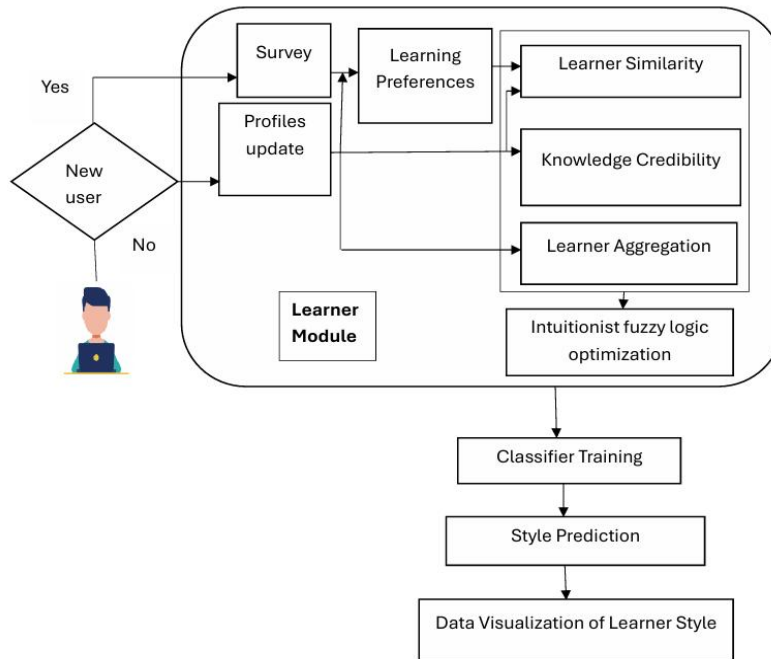 Survey
Learning
Preferences
Learner Similarity
Yes
Profiles
update
Knowledge Credibility
New
user
No
Learner Aggregation
Learner
Module
Intuitionist fuzzy logic
optimization
Classifier Training
Style Prediction
Data Visualization of Learner Style